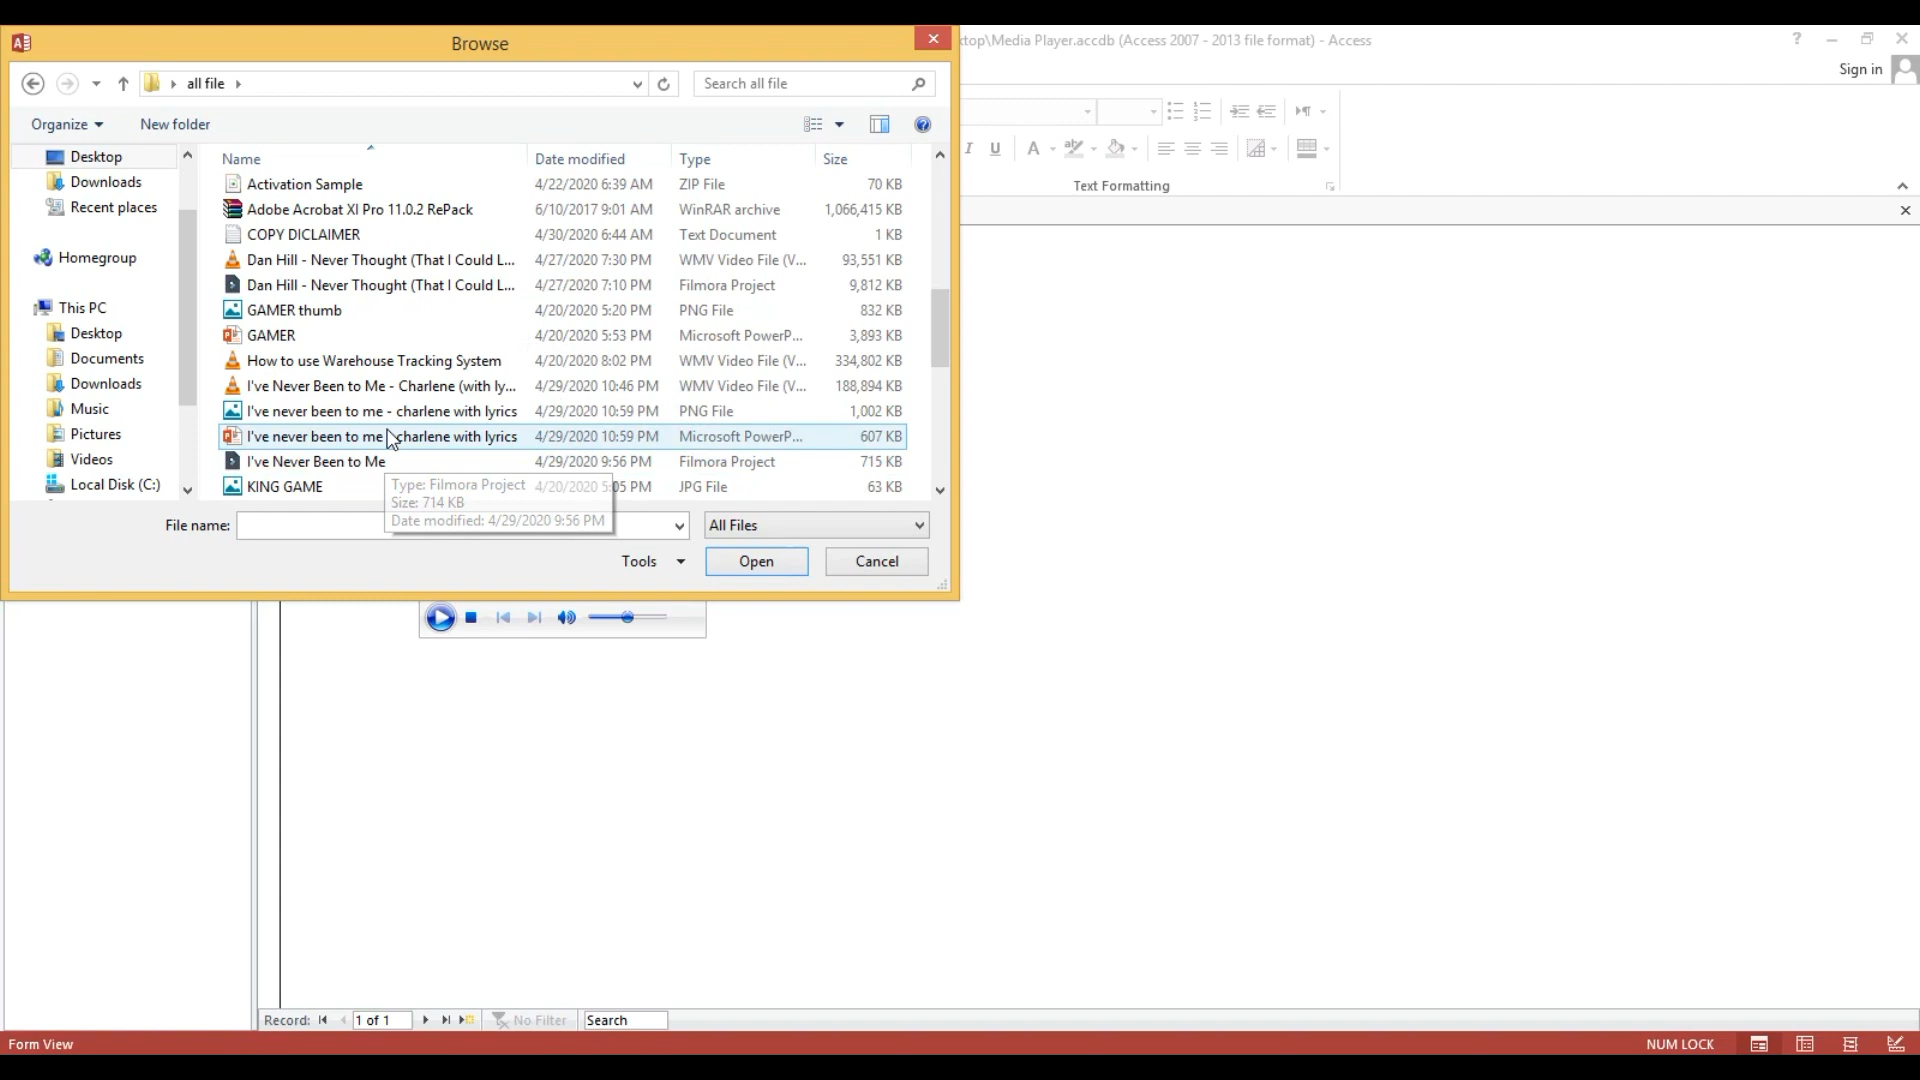 Browse
top\Media Player.accdb (Access 2007 - 2013 file format) - Access
?
Sign in
all file
Search all file
Organize
New folder
Text Formatting
Desktop
Downloads
Recent places
Homegroup
This PC
Desktop
Documents
Downloads
Music
Pictures
Videos
Local Disk (C:)
Name Date modified Type Size
Activation Sample 4/22/2020 6:39 AM ZIP File 70 KB
Adobe Acrobat XI Pro 11.0.2 RePack 6/10/2017 9:01 AM WinRAR archive 1,066,415 KB
COPY DICLAIMER 4/30/2020 6:44 AM Text Document 1 KB
Dan Hill - Never Thought (That I Could L... 4/27/2020 7:30 PM WMV Video File (V... 93,551 KB
Dan Hill - Never Thought (That I Could L... 4/27/2020 7:10 PM Filmora Project 9,812 KB
GAMER thumb 4/20/2020 5:20 PM PNG File 832 KB
GAMER 4/20/2020 5:53 PM Microsoft PowerP... 3,893 KB
How to use Warehouse Tracking System 4/20/2020 8:02 PM WMV Video File (V... 334,802 KB
I've Never Been to Me - Charlene (with ly... 4/29/2020 10:46 PM WMV Video File (V... 188,894 KB
I've never been to me - charlene with lyrics 4/29/2020 10:59 PM PNG File 1,002 KB
I've never been to me charlene with lyrics 4/29/2020 10:59 PM Microsoft PowerP... 607 KB
I've Never Been to Me 4/29/2020 9:56 PM Filmora Project 715 KB
KING GAME 4/20/2020 5:05 PM JPG File 63 KB
Type: Filmora Project
Size: 714 KB
Date modified: 4/29/2020 9:56 PM
File name:
All Files
Tools
Open
Cancel
Record: 1 of 1 No Filter Search
Form View
NUM LOCK